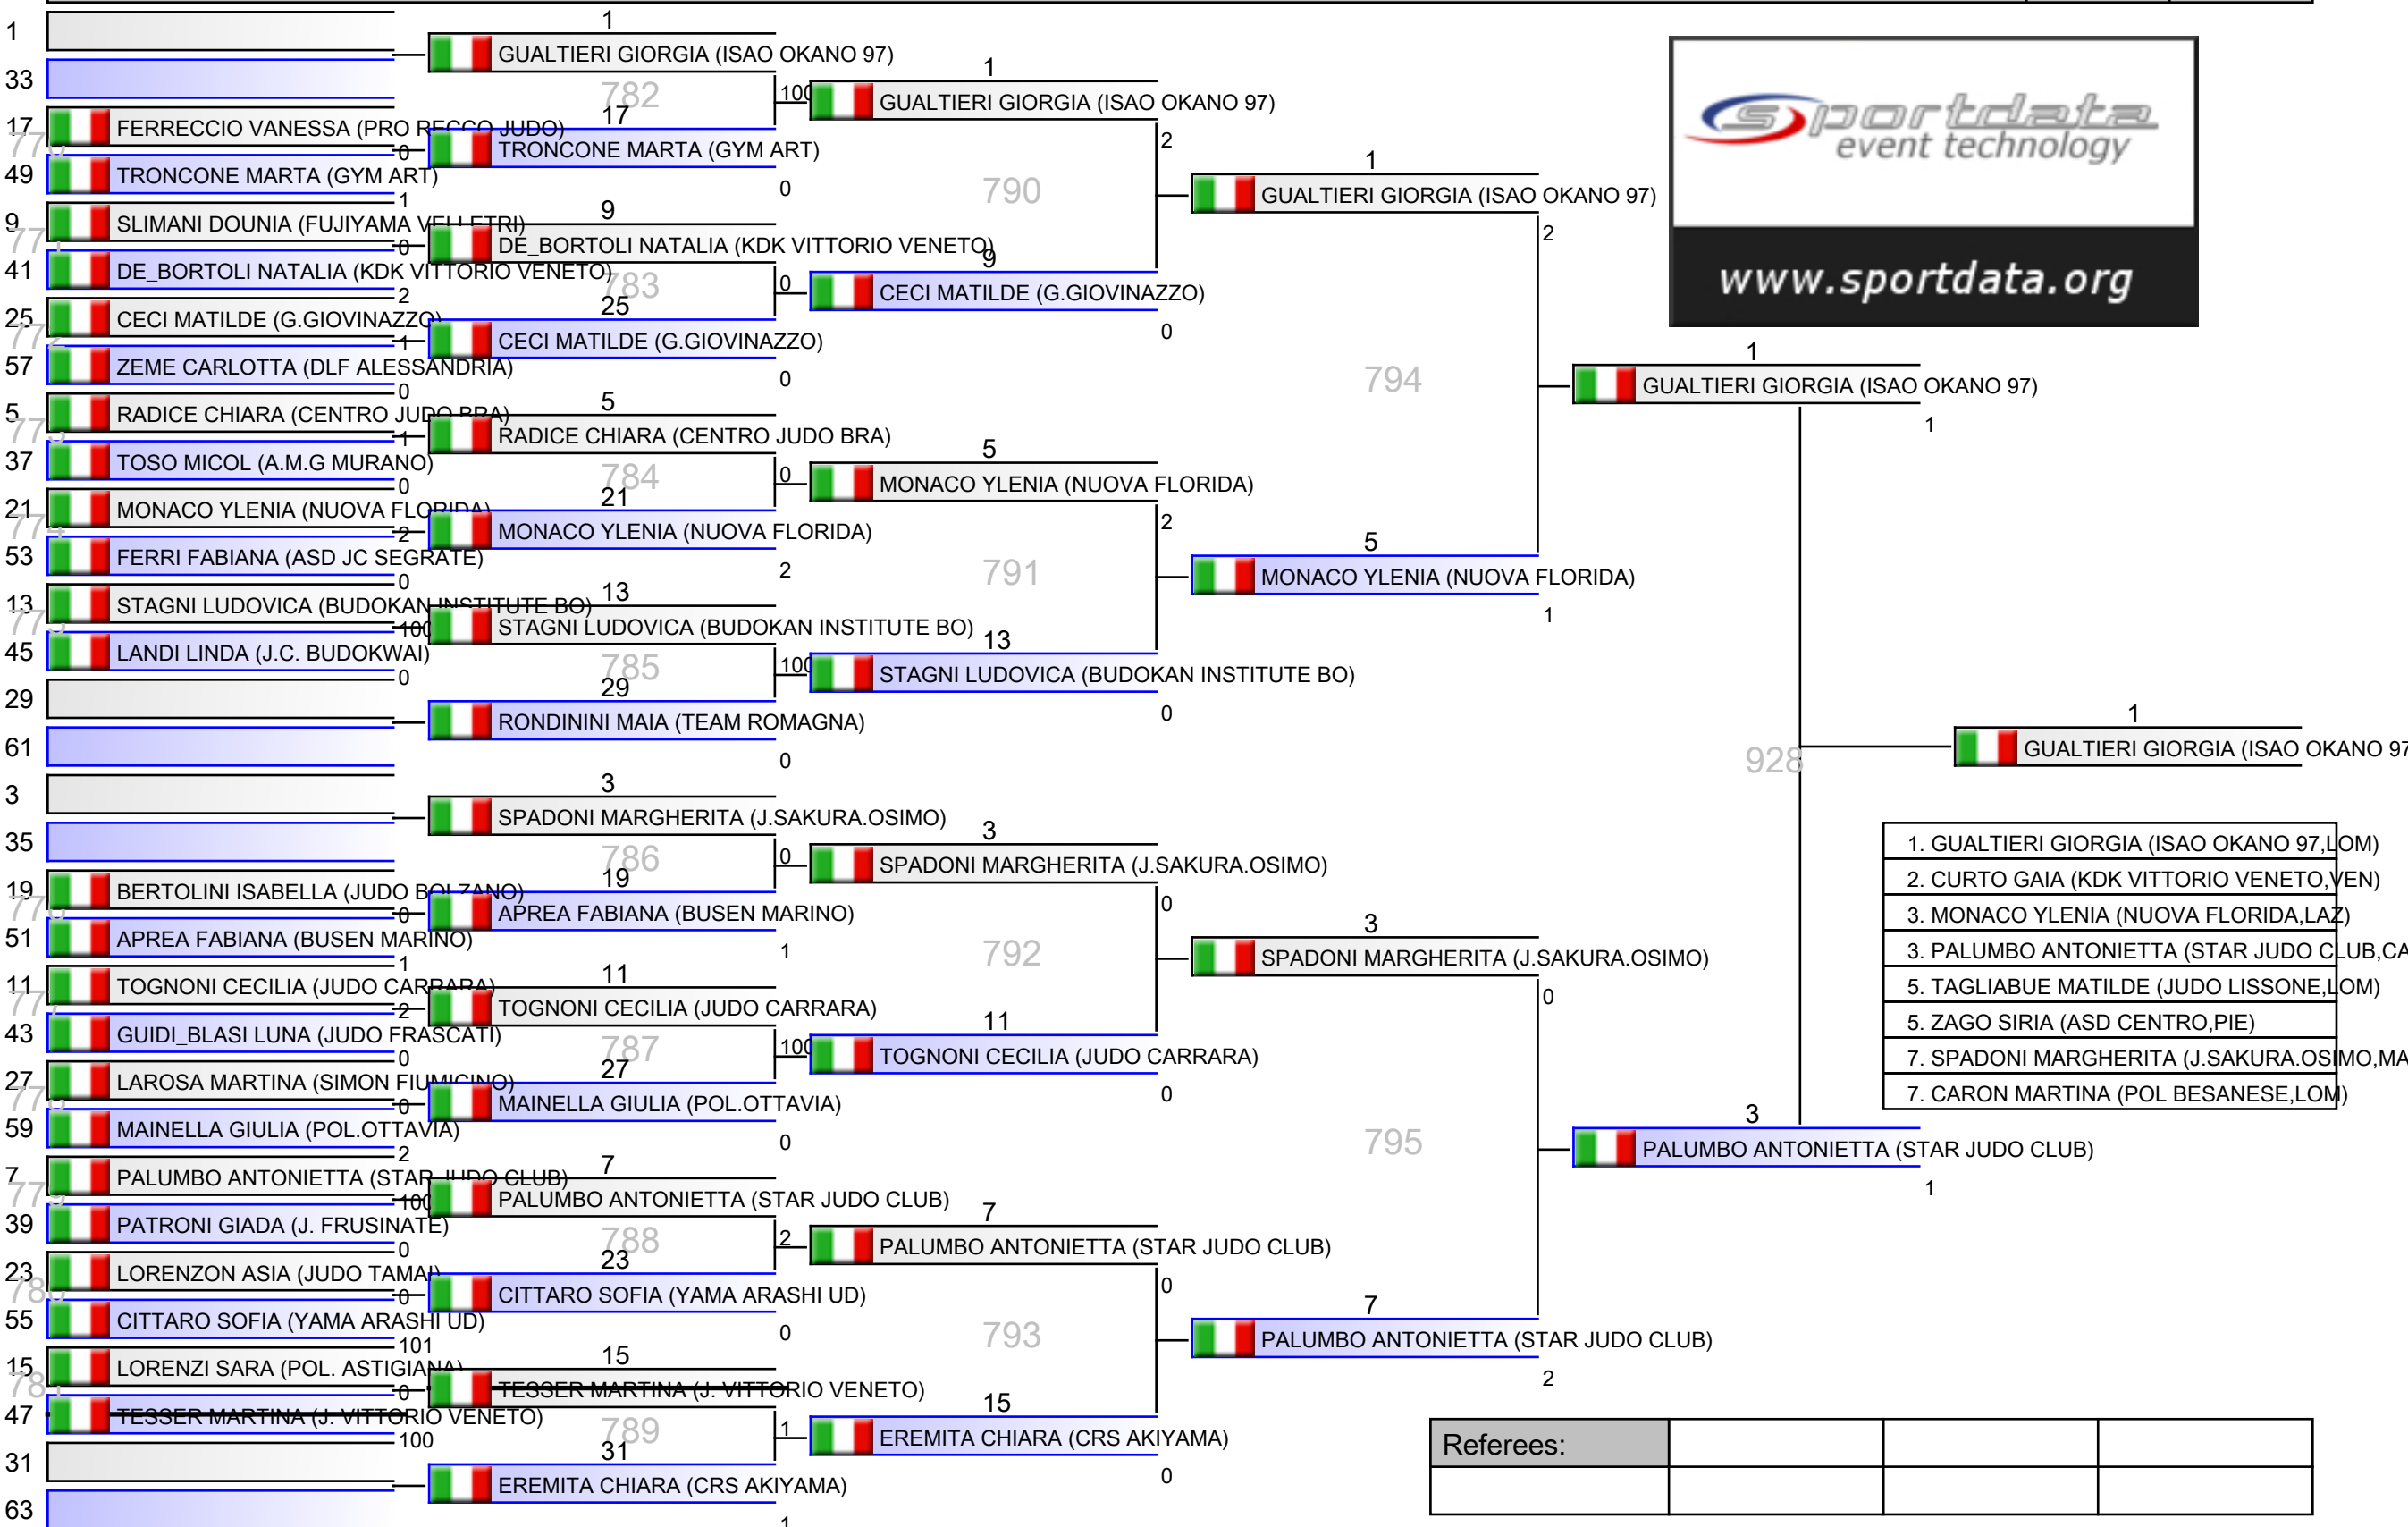 1
33
17 FERRECCIO VANESSA (PRO RECCO JUDO)
0
49 TRONCONE MARTA (GYM ART)
1
9 SLIMANI DOUNIA (FUJIYAMA VELLETRI)
0
41 DE_BORTOLI NATALIA (KDK VITTORIO VENETO)
2
25 CECI MATILDE (G.GIOVINAZZO)
1
57 ZEME CARLOTTA (DLF ALESSANDRIA)
0
5 RADICE CHIARA (CENTRO JUDO BRA)
1
37 TOSO MICOL (A.M.G MURANO)
0
21 MONACO YLENIA (NUOVA FLORIDA)
2
53 FERRI FABIANA (ASD JC SEGRATE)
0
13 STAGNI LUDOVICA (BUDOKAN INSTITUTE BO)
100
45 LANDI LINDA (J.C. BUDOKWAI)
0
29
61
3
35
19 BERTOLINI ISABELLA (JUDO BOLZANO)
0
51 APREA FABIANA (BUSEN MARINO)
1
11 TOGNONI CECILIA (JUDO CARRARA)
2
43 GUIDI_BLASI LUNA (JUDO FRASCATI)
0
27 LAROSA MARTINA (SIMON FIUMICINO)
0
59 MAINELLA GIULIA (POL.OTTAVIA)
2
7 PALUMBO ANTONIETTA (STAR JUDO CLUB)
100
39 PATRONI GIADA (J. FRUSINATE)
0
23 LORENZON ASIA (JUDO TAMAI)
0
55 CITTARO SOFIA (YAMA ARASHI UD)
101
15 LORENZI SARA (POL. ASTIGIANA)
0
47 TESSER MARTINA (J. VITTORIO VENETO)
100
31
63
1
GUALTIERI GIORGIA (ISAO OKANO 97)
782
100
17
TRONCONE MARTA (GYM ART)
0
9
DE_BORTOLI NATALIA (KDK VITTORIO VENETO)
783
0
25
CECI MATILDE (G.GIOVINAZZO)
0
5
RADICE CHIARA (CENTRO JUDO BRA)
784
0
21
MONACO YLENIA (NUOVA FLORIDA)
2
13
STAGNI LUDOVICA (BUDOKAN INSTITUTE BO)
785
100
29
RONDININI MAIA (TEAM ROMAGNA)
0
3
SPADONI MARGHERITA (J.SAKURA.OSIMO)
786
0
19
APREA FABIANA (BUSEN MARINO)
1
11
TOGNONI CECILIA (JUDO CARRARA)
787
100
27
MAINELLA GIULIA (POL.OTTAVIA)
0
7
PALUMBO ANTONIETTA (STAR JUDO CLUB)
788
2
23
CITTARO SOFIA (YAMA ARASHI UD)
0
15
TESSER MARTINA (J. VITTORIO VENETO)
789
1
31
EREMITA CHIARA (CRS AKIYAMA)
1
1
GUALTIERI GIORGIA (ISAO OKANO 97)
2
790
9
CECI MATILDE (G.GIOVINAZZO)
0
5
MONACO YLENIA (NUOVA FLORIDA)
2
791
13
STAGNI LUDOVICA (BUDOKAN INSTITUTE BO)
0
3
SPADONI MARGHERITA (J.SAKURA.OSIMO)
0
792
11
TOGNONI CECILIA (JUDO CARRARA)
0
7
PALUMBO ANTONIETTA (STAR JUDO CLUB)
0
793
15
EREMITA CHIARA (CRS AKIYAMA)
0
1
GUALTIERI GIORGIA (ISAO OKANO 97)
2
794
5
MONACO YLENIA (NUOVA FLORIDA)
1
3
SPADONI MARGHERITA (J.SAKURA.OSIMO)
0
795
7
PALUMBO ANTONIETTA (STAR JUDO CLUB)
2
1
GUALTIERI GIORGIA (ISAO OKANO 97)
1
928
3
PALUMBO ANTONIETTA (STAR JUDO CLUB)
1
1
GUALTIERI GIORGIA (ISAO OKANO 97
sportdata
event technology
www.sportdata.org
1. GUALTIERI GIORGIA (ISAO OKANO 97,LOM)
2. CURTO GAIA (KDK VITTORIO VENETO,VEN)
3. MONACO YLENIA (NUOVA FLORIDA,LAZ)
3. PALUMBO ANTONIETTA (STAR JUDO CLUB,CA
5. TAGLIABUE MATILDE (JUDO LISSONE,LOM)
5. ZAGO SIRIA (ASD CENTRO,PIE)
7. SPADONI MARGHERITA (J.SAKURA.OSIMO,MA
7. CARON MARTINA (POL BESANESE,LOM)
Referees: